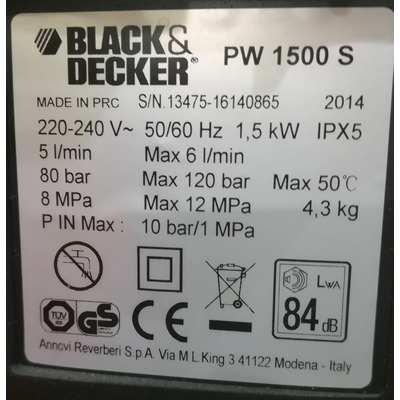 BLACK&
DECKER®
PW 1500 S
MADE IN PRC S/N.13475-16140865 2014
220-240 V~ 50/60 Hz 1,5 kW IPX5
5 l/min Max 6 l/min
80 bar Max 120 bar Max 50℃
8 MPa Max 12 MPa 4,3 kg
P IN Max : 10 bar/1 MPa
LWA
84 dB
TÜV
GS
CE
Annovi Reverberi S.p.A. Via M L.King 3 41122 Modena - Italy